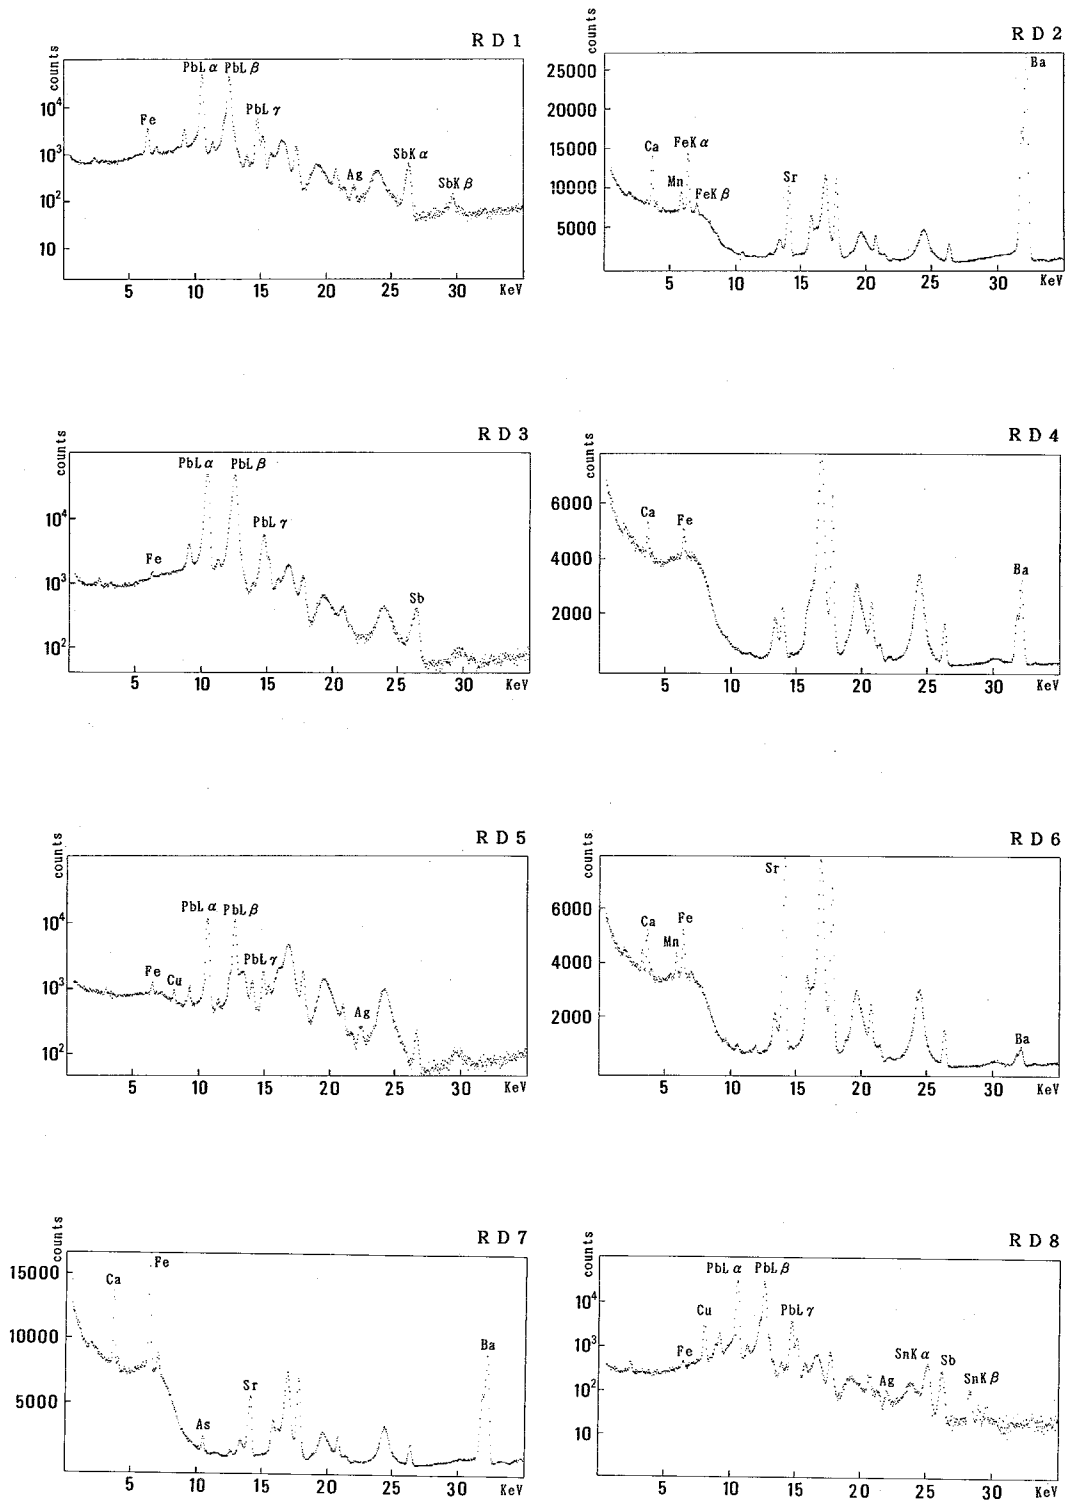 RD1
counts
PbLα PbLβ
PbLγ
Fe
SbKα
Ag
SbKβ
10⁴
10³
10²
10
5 10 15 20 25 30 KeV
RD2
counts
Ba
Ca
FeKα
Mn
FeKβ
Sr
25000
20000
15000
10000
5000
5 10 15 20 25 30 KeV
RD3
counts
PbLα PbLβ
PbLγ
Fe
Sb
10⁴
10³
10²
5 10 15 20 25 30 KeV
RD4
counts
Ca
Fe
Ba
6000
4000
2000
5 10 15 20 25 30 KeV
RD5
counts
PbLα PbLβ
PbLγ
Fe
Cu
Ag
10⁴
10³
10²
5 10 15 20 25 30 KeV
RD6
counts
Sr
Ca
Fe
Mn
Ba
6000
4000
2000
5 10 15 20 25 30 KeV
RD7
counts
Ca
Fe
Ba
Sr
As
15000
10000
5000
5 10 15 20 25 30 KeV
RD8
counts
PbLα PbLβ
Cu
PbLγ
Fe
SnKα
Sb
Ag
SnKβ
10⁴
10³
10²
10
5 10 15 20 25 30 KeV